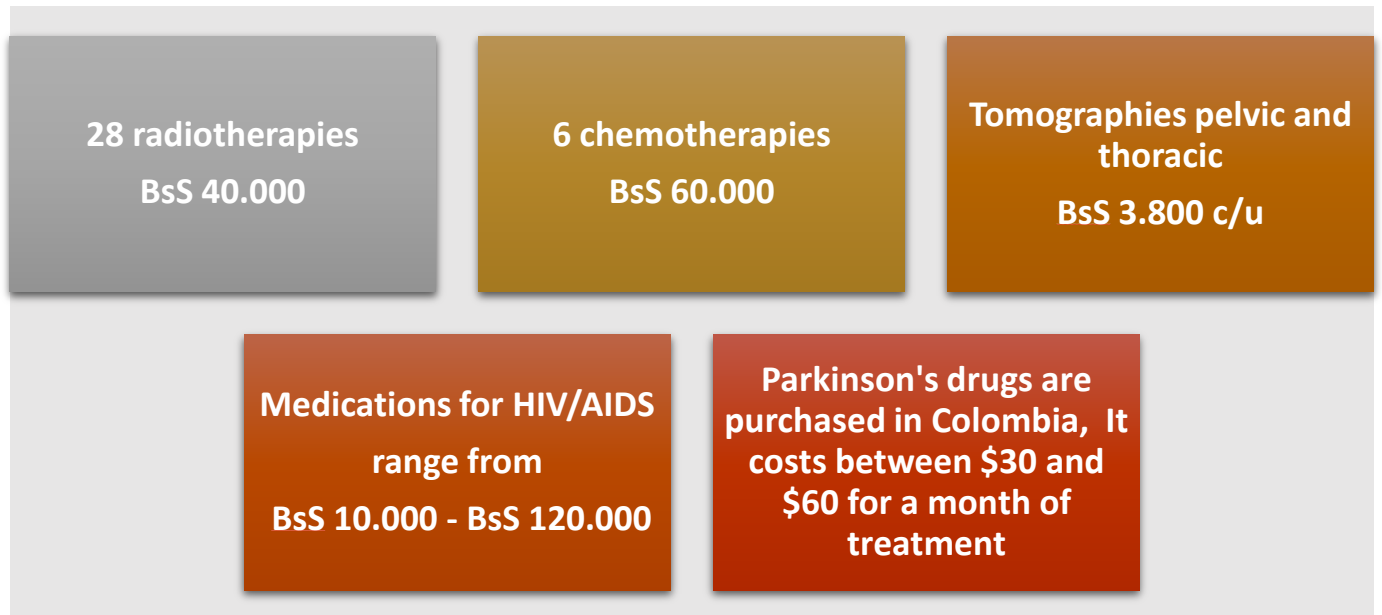 28 radiotherapies
BsS 40.000
6 chemotherapies
BsS 60.000
Tomographies pelvic and
thoracic
BsS 3.800 c/u
Medications for HIV/AIDS
range from
BsS 10.000 - BsS 120.000
Parkinson's drugs are
purchased in Colombia,  It
costs between $30 and
$60 for a month of
treatment